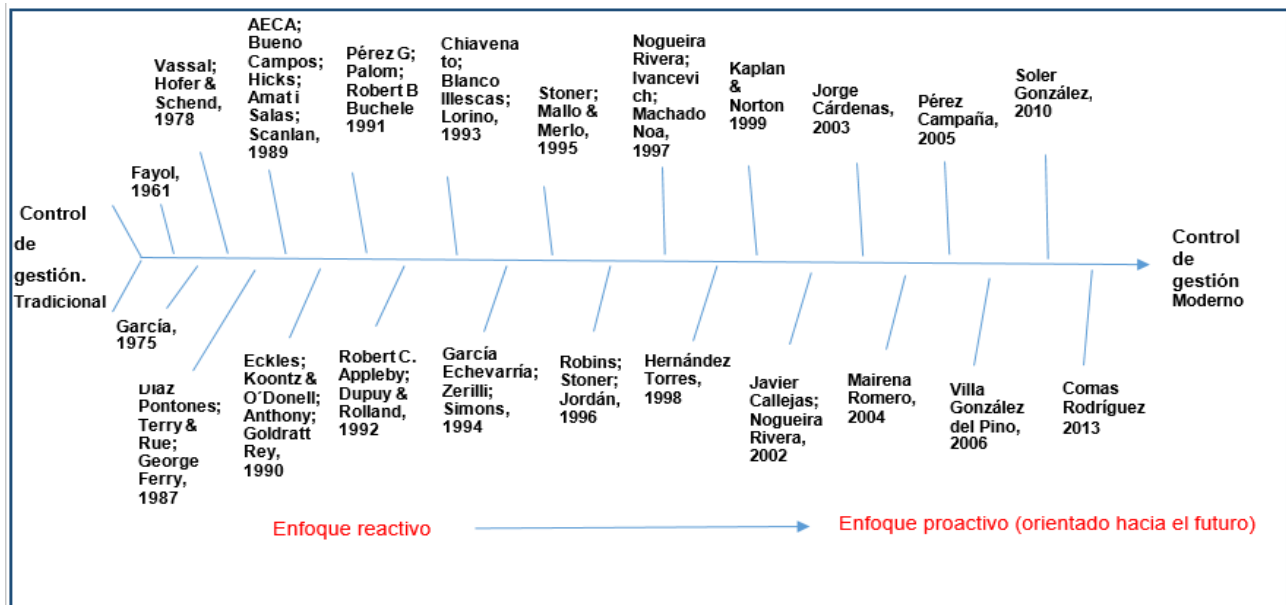 Control
de
gestión.
Tradicional
Fayol,
1961
Vassal;
Hofer &
Schend,
1978
AECA;
Bueno
Campos;
Hicks;
Amat i
Salas;
Scanlan,
1989
Pérez G;
Palom;
Robert B
Buchele
1991
Chiavena
to;
Blanco
Illescas;
Lorino,
1993
Stoner;
Mallo &
Merlo,
1995
Nogueira
Rivera;
Ivancevi
ch;
Machado
Noa,
1997
Kaplan
&
Norton
1999
Jorge
Cárdenas,
2003
Pérez
Campaña,
2005
Soler
González,
2010
Control
de
gestión
Moderno
García,
1975
Díaz
Pontones;
Terry &
Rue;
George
Ferry,
1987
Eckles;
Koontz &
O´Donell;
Anthony;
Goldratt
Rey,
1990
Robert C.
Appleby;
Dupuy &
Rolland,
1992
García
Echevarría;
Zerilli;
Simons,
1994
Robins;
Stoner;
Jordán,
1996
Hernández
Torres,
1998
Javier
Callejas;
Nogueira
Rivera,
2002
Mairena
Romero,
2004
Villa
González
del Pino,
2006
Comas
Rodríguez
2013
Enfoque reactivo
Enfoque proactivo (orientado hacia el futuro)